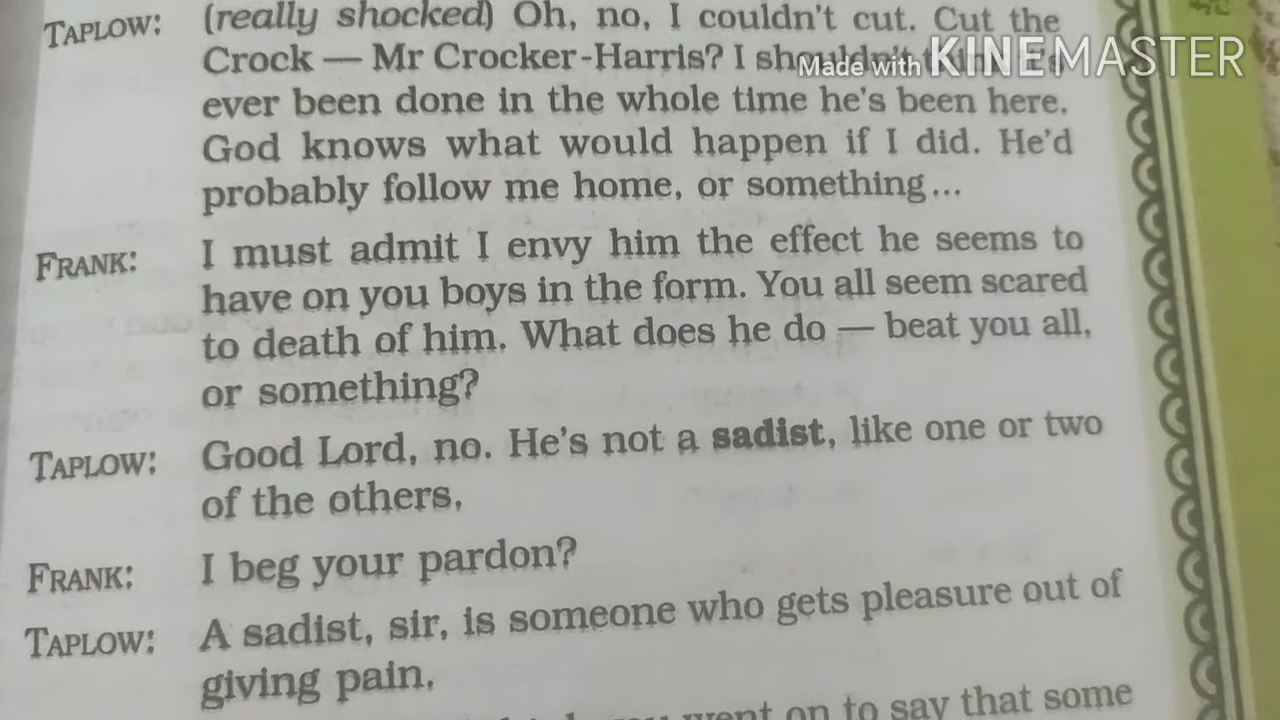 TAPLOW: (really shocked) Oh, no, I couldn't cut. Cut the
Crock — Mr Crocker-Harris? I shouldn't
Made with KINEMASTER
ever been done in the whole time he's been here.
God knows what would happen if I did. He'd
probably follow me home, or something ...
FRANK: I must admit I envy him the effect he seems to
have on you boys in the form. You all seem scared
to death of him. What does he do — beat you all,
or something?
TAPLOW: Good Lord, no. He's not a sadist, like one or two
of the others,
FRANK: I beg your pardon?
TAPLOW: A sadist, sir, is someone who gets pleasure out of
giving pain.
went on to say that some